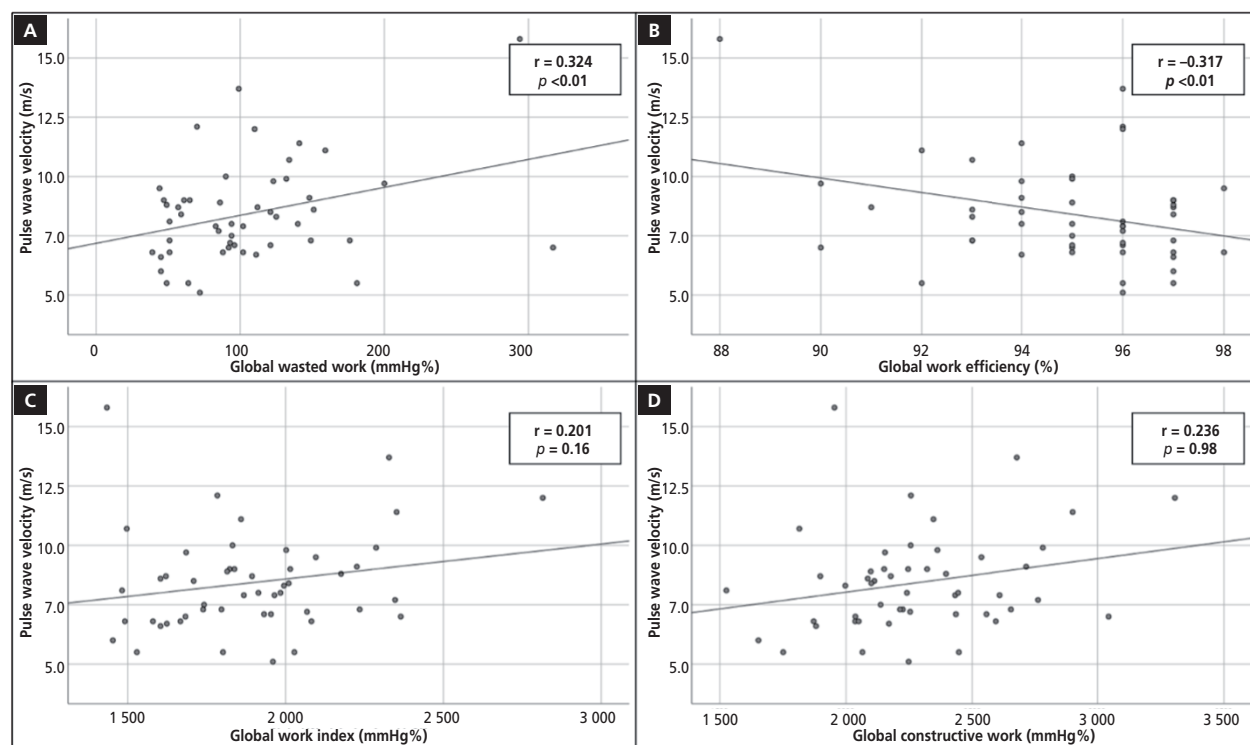 A
r = 0.324
p <0.01
Pulse wave velocity (m/s)
15.0
12.5
10.0
7.0
5.0
0 100 200 300
Global wasted work (mmHg%)
B
r = –0.317
p <0.01
Pulse wave velocity (m/s)
15.0
12.5
10.0
7.0
5.0
88 90 92 94 96 98
Global work efficiency (%)
C
r = 0.201
p = 0.16
Pulse wave velocity (m/s)
15.0
12.5
10.0
7.0
5.0
1 500 2 000 2 500 3 000
Global work index (mmHg%)
D
r = 0.236
p = 0.98
Pulse wave velocity (m/s)
15.0
12.5
10.0
7.0
5.0
1 500 2 000 2 500 3 000
Global constructive work (mmHg%)